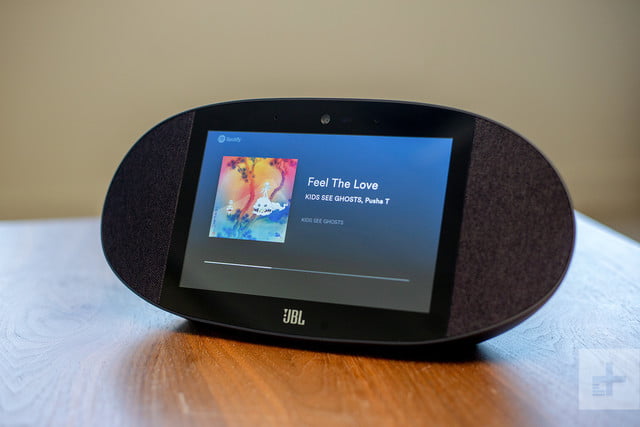 Spotify
Feel The Love
KIDS SEE GHOSTS, Pusha T
KIDS SEE GHOSTS
JBL